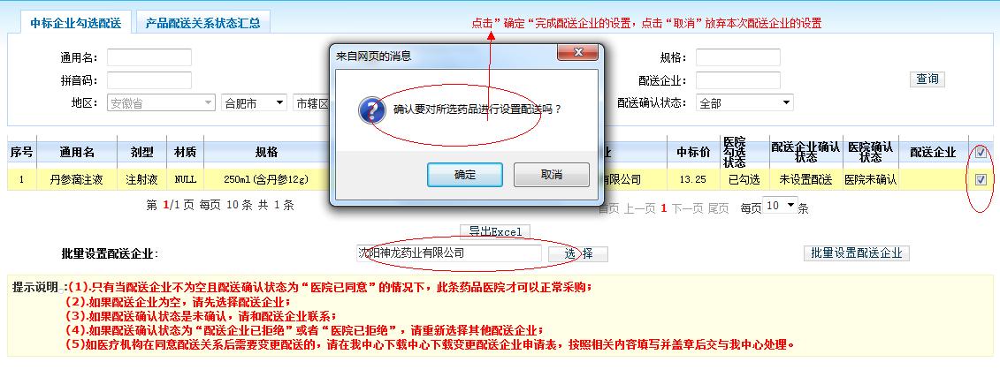 中标企业勾选配送 产品配送关系状态汇总
点击”确定“完成配送企业的设置，点击“取消”放弃本次配送企业的设置
通用名： 规格：
拼音码： 配送企业： 查询
地区： 安徽省 合肥市 市辖区 配送确认状态： 全部
来自网页的消息
确认要对所选药品进行设置配送吗？
确定 取消
序号 通用名 剂型 材质 规格 业 中标价 医院勾选状态 配送企业确认状态 医院确认状态 配送企业
1 丹参滴注液 注射液 NULL 250ml(含丹参12g) 有限公司 13.25 已勾选 未设置配送 医院未确认
第 1/1 页 每页 10 条 共 1 条 首页 上一页 1 下一页 尾页 每页 10 条
导出Excel
批量设置配送企业： 沈阳神龙药业有限公司 选择 批量设置配送企业
提示说明：(1).只有当配送企业不为空且配送确认状态为“医院已同意”的情况下，此条药品医院才可以正常采购；
(2).如果配送企业为空，请先选择配送企业；
(3).如果配送确认状态是未确认，请和配送企业联系；
(4).如果配送确认状态为“配送企业已拒绝”或者“医院已拒绝”，请重新选择其他配送企业；
(5)如医疗机构在同意配送关系后需要变更配送的，请在我中心下载中心下载变更配送企业申请表，按照相关内容填写并盖章后交与我中心处理。